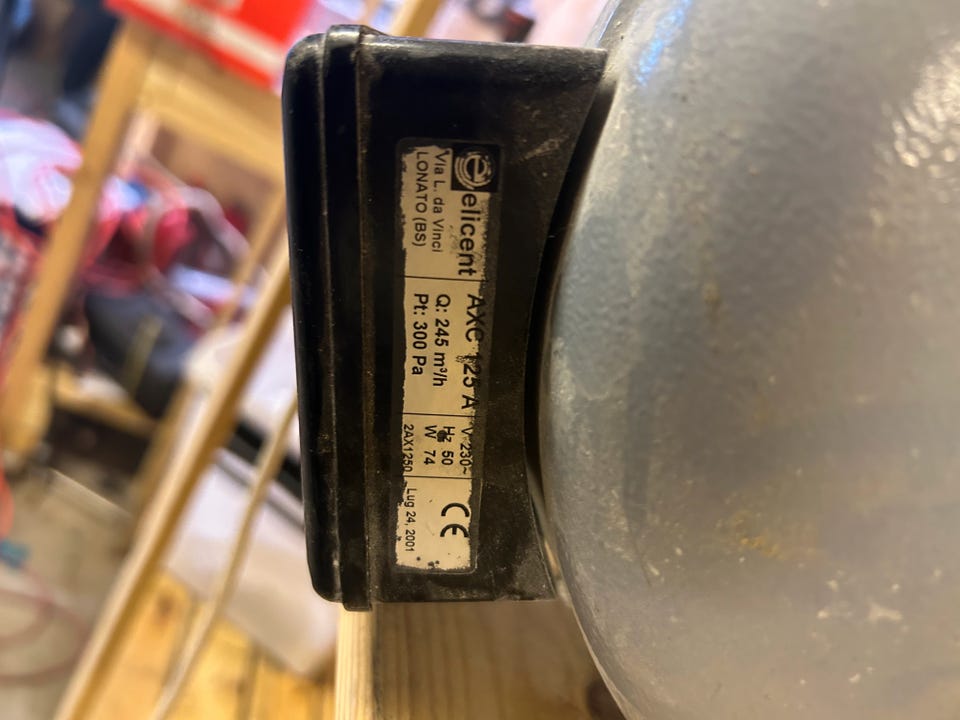 elicent
Via L. da Vinci
LONATO (BS)
AXC 125 A
Q: 245 m³/h
Pt: 300 Pa
V 230~
Hz 50
W 74
2AX1250
CE
Lug 24, 2001